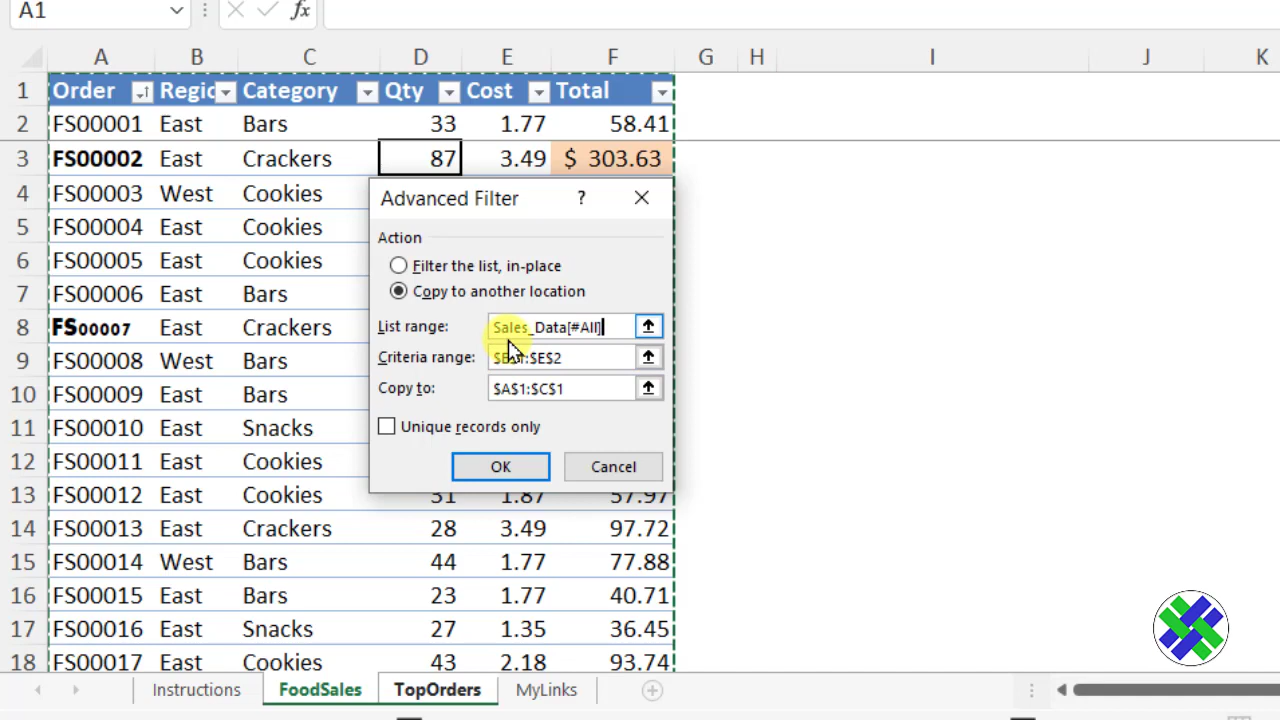 A1 fx
A B C D E F G H I J K
1 Order Regic Category Qty Cost Total
2 FS00001 East Bars 33 1.77 58.41
3 FS00002 East Crackers 87 3.49 $ 303.63
4 FS00003 West Cookies
5 FS00004 East Cookies
6 FS00005 East Cookies
7 FS00006 East Bars
8 FS00007 East Crackers
9 FS00008 West Bars
10 FS00009 East Bars
11 FS00010 East Snacks
12 FS00011 East Cookies
13 FS00012 East Cookies 31 1.87 57.97
14 FS00013 East Crackers 28 3.49 97.72
15 FS00014 West Bars 44 1.77 77.88
16 FS00015 East Bars 23 1.77 40.71
17 FS00016 East Snacks 27 1.35 36.45
18 FS00017 East Cookies 43 2.18 93.74
Advanced Filter ?
Action
Filter the list, in-place
Copy to another location
List range: Sales_Data[#All]
Criteria range: $E$1:$E$2
Copy to: $A$1:$C$1
Unique records only
OK Cancel
Instructions FoodSales TopOrders MyLinks